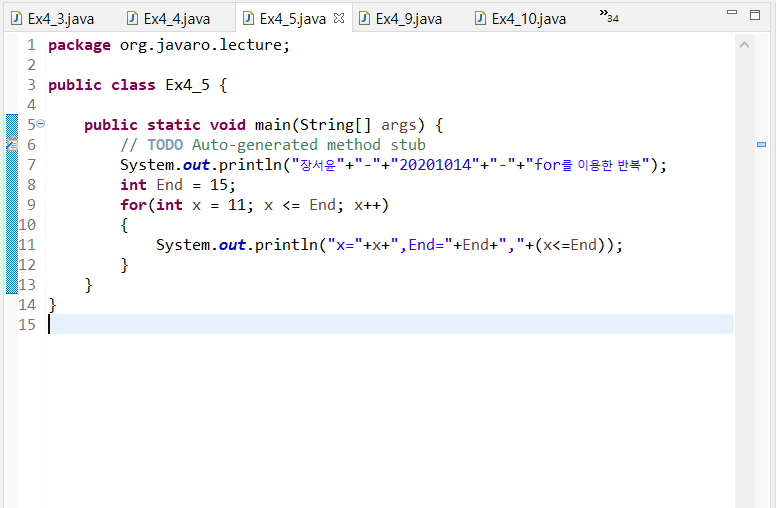 Ex4_3.java Ex4_4.java Ex4_5.java Ex4_9.java Ex4_10.java »34
1 package org.javaro.lecture;
2
3 public class Ex4_5 {
4
5 public static void main(String[] args) {
6 // TODO Auto-generated method stub
7 System.out.println("장서윤"+"-"+"20201014"+"-"+"for를 이용한 반복");
8 int End = 15;
9 for(int x = 11; x <= End; x++)
10 {
11 System.out.println("x="+x+",End="+End+","+(x<=End));
12 }
13 }
14 }
15